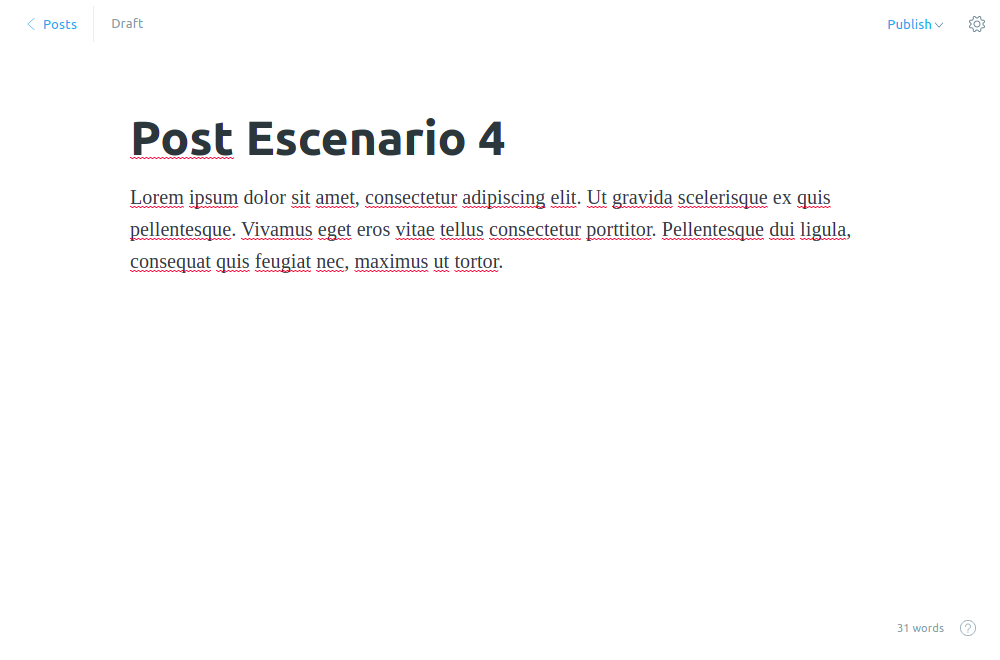 Posts
Draft
Publish
Post Escenario 4
Lorem ipsum dolor sit amet, consectetur adipiscing elit. Ut gravida scelerisque ex quis
pellentesque. Vivamus eget eros vitae tellus consectetur porttitor. Pellentesque dui ligula,
consequat quis feugiat nec, maximus ut tortor.
31 words
?